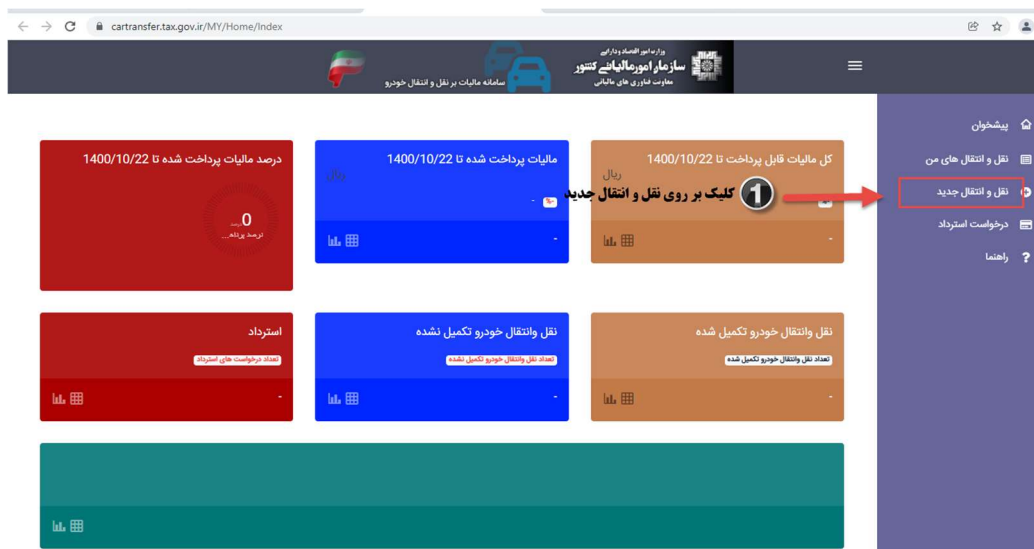 cartransfer.tax.gov.ir/MY/Home/Index
وزارت امور اقتصاد و دارایی
سازمان امور مالیاتی کشور
معاونت فناوری های مالیاتی
سامانه مالیات بر نقل و انتقال خودرو
پیشخوان
نقل و انتقال های من
نقل و انتقال جدید
درخواست استرداد
راهنما
کل مالیات قابل پرداخت تا 1400/10/22
ریال
-
مالیات پرداخت شده تا 1400/10/22
ریال
-
-
درصد مالیات پرداخت شده تا 1400/10/22
0
1 کلیک بر روی نقل و انتقال جدید
نقل وانتقال خودرو تکمیل شده
تعداد نقل وانتقال خودرو تکمیل شده
-
نقل وانتقال خودرو تکمیل نشده
تعداد نقل وانتقال خودرو تکمیل نشده
-
استرداد
تعداد درخواست های استرداد
-